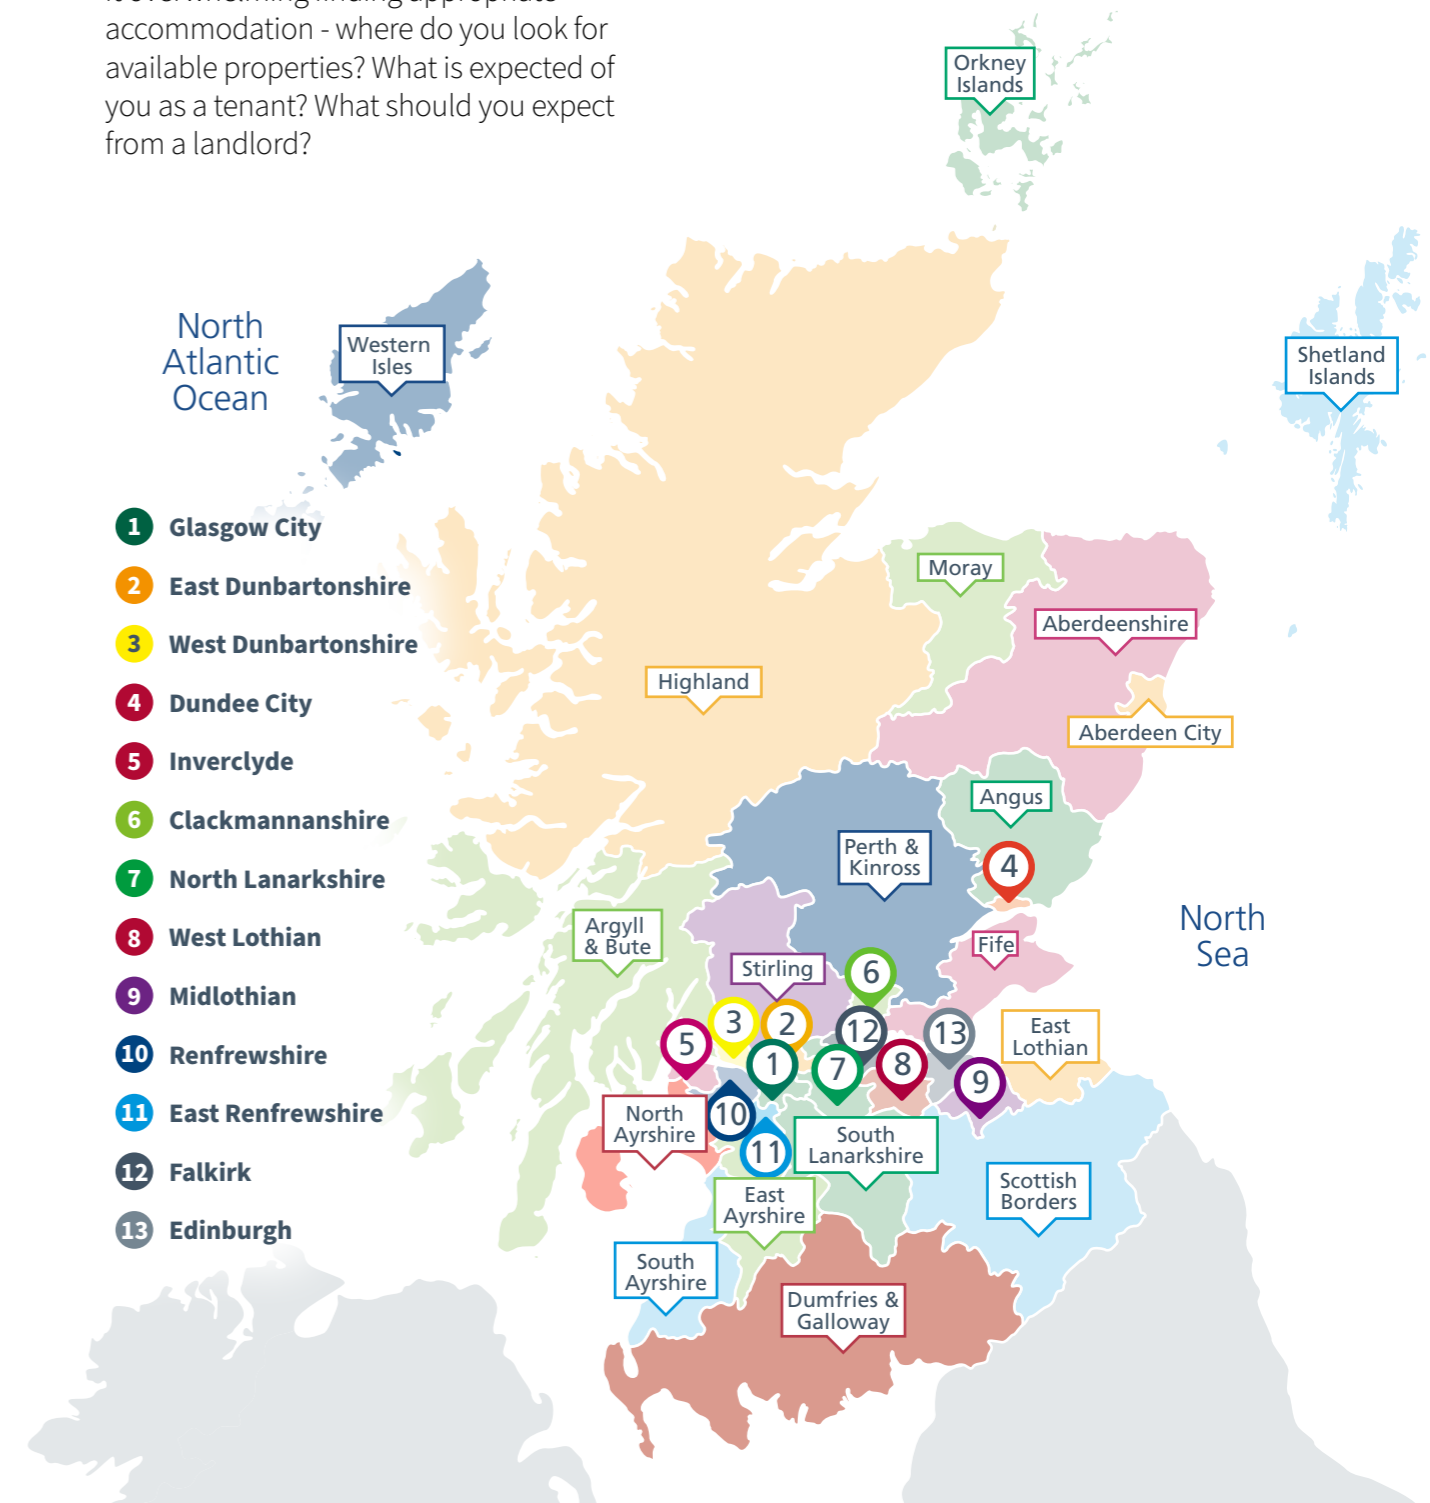 accommodation - where do you look for
available properties? What is expected of
you as a tenant? What should you expect
from a landlord?
Orkney
Islands
North
Atlantic
Ocean
Western
Isles
Shetland
Islands
1 Glasgow City
2 East Dunbartonshire
3 West Dunbartonshire
4 Dundee City
5 Inverclyde
6 Clackmannanshire
7 North Lanarkshire
8 West Lothian
9 Midlothian
10 Renfrewshire
11 East Renfrewshire
12 Falkirk
13 Edinburgh
Moray
Aberdeenshire
Highland
Aberdeen City
Angus
Perth &
Kinross
4
North
Sea
Argyll
& Bute
Fife
Stirling
6
3
2
12
13
5
1
7
8
9
East
Lothian
North
Ayrshire
10
11
South
Lanarkshire
Scottish
Borders
East
Ayrshire
South
Ayrshire
Dumfries &
Galloway